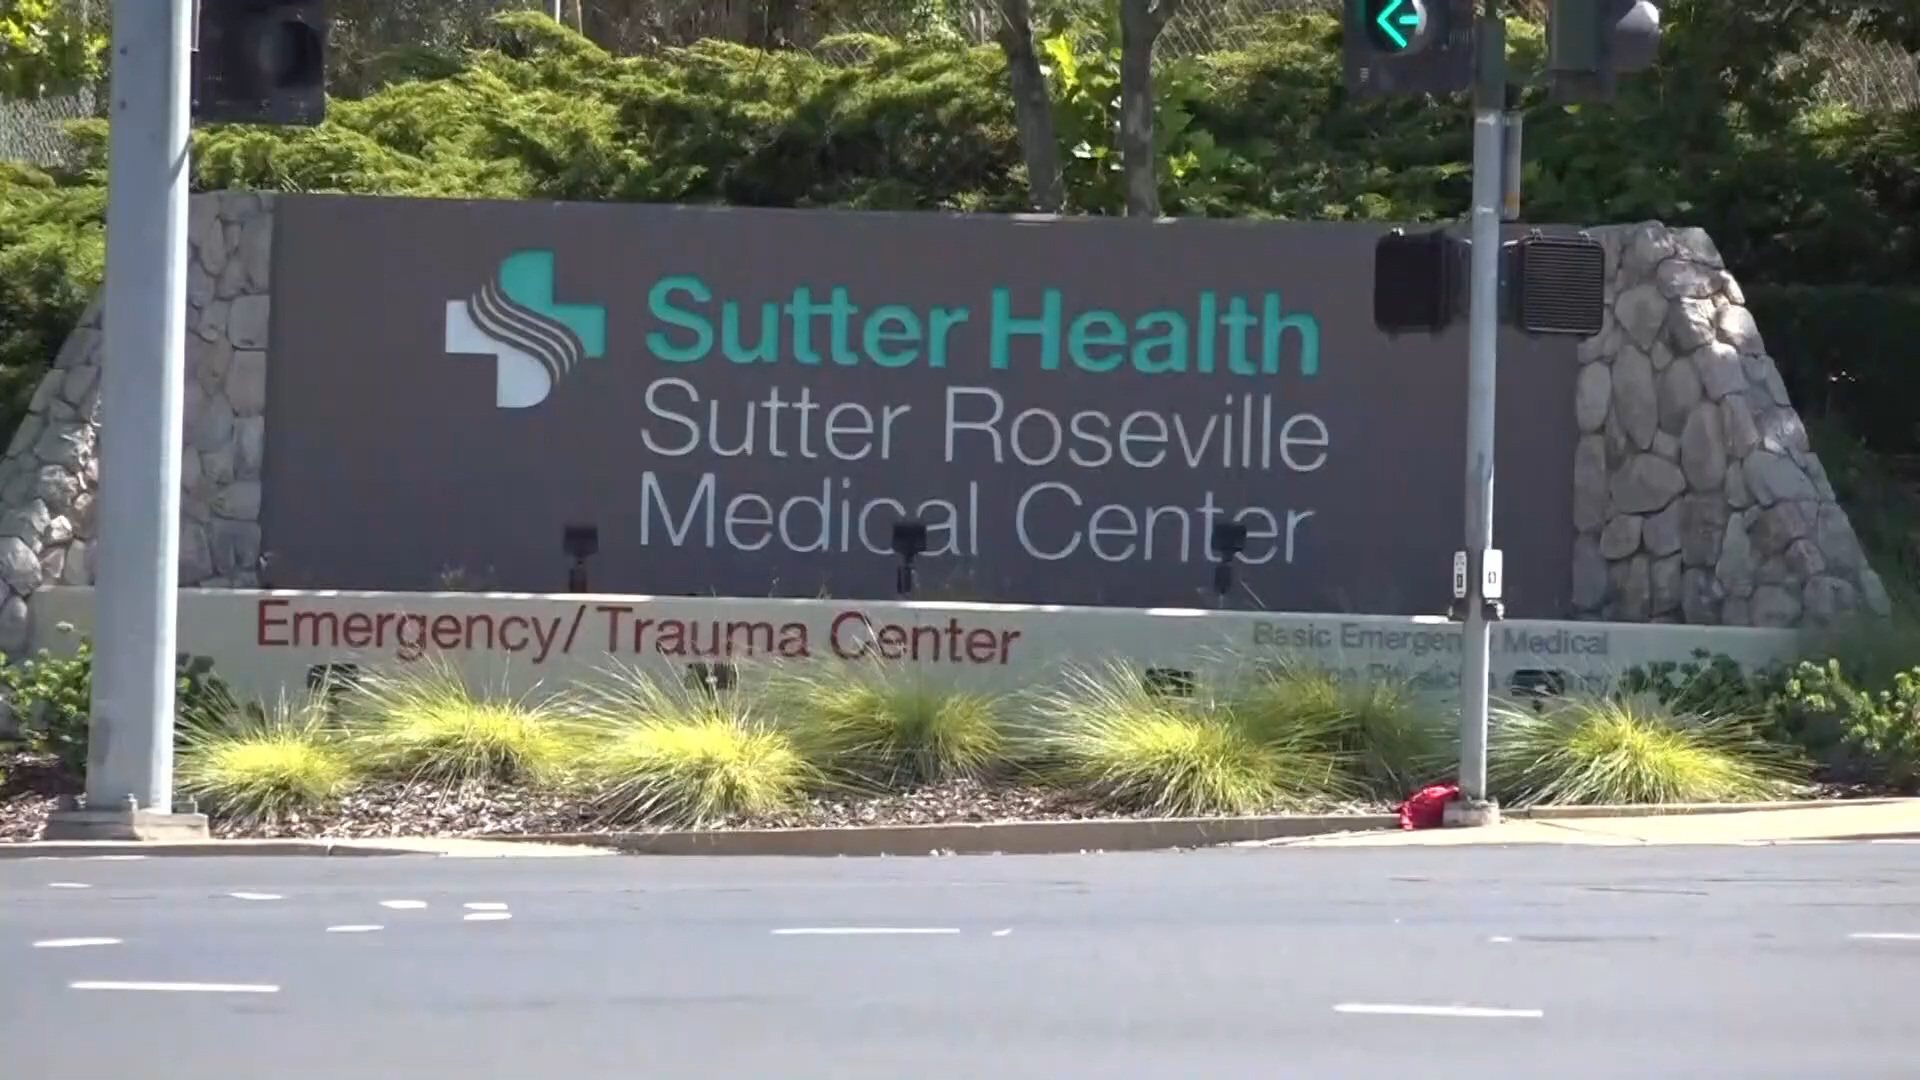 Sutter Health
Sutter Roseville
Medical Center
Emergency/Trauma Center
Basic Emergency Medical